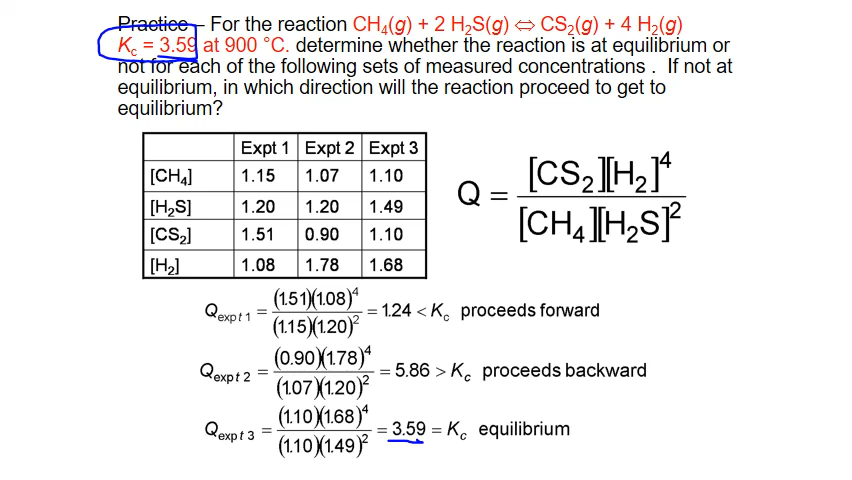 Practice – For the reaction CH₄(g) + 2 H₂S(g) ⇔ CS₂(g) + 4 H₂(g)
Kc = 3.59 at 900 °C. determine whether the reaction is at equilibrium or
not for each of the following sets of measured concentrations . If not at
equilibrium, in which direction will the reaction proceed to get to
equilibrium?
Expt 1 Expt 2 Expt 3
[CH₄] 1.15 1.07 1.10
[H₂S] 1.20 1.20 1.49
[CS₂] 1.51 0.90 1.10
[H₂] 1.08 1.78 1.68
Q = [CS₂][H₂]⁴ / [CH₄][H₂S]²
Qexpt 1 = (1.51)(1.08)⁴ / (1.15)(1.20)² = 1.24 < Kc proceeds forward
Qexpt 2 = (0.90)(1.78)⁴ / (1.07)(1.20)² = 5.86 > Kc proceeds backward
Qexpt 3 = (1.10)(1.68)⁴ / (1.10)(1.49)² = 3.59 = Kc equilibrium